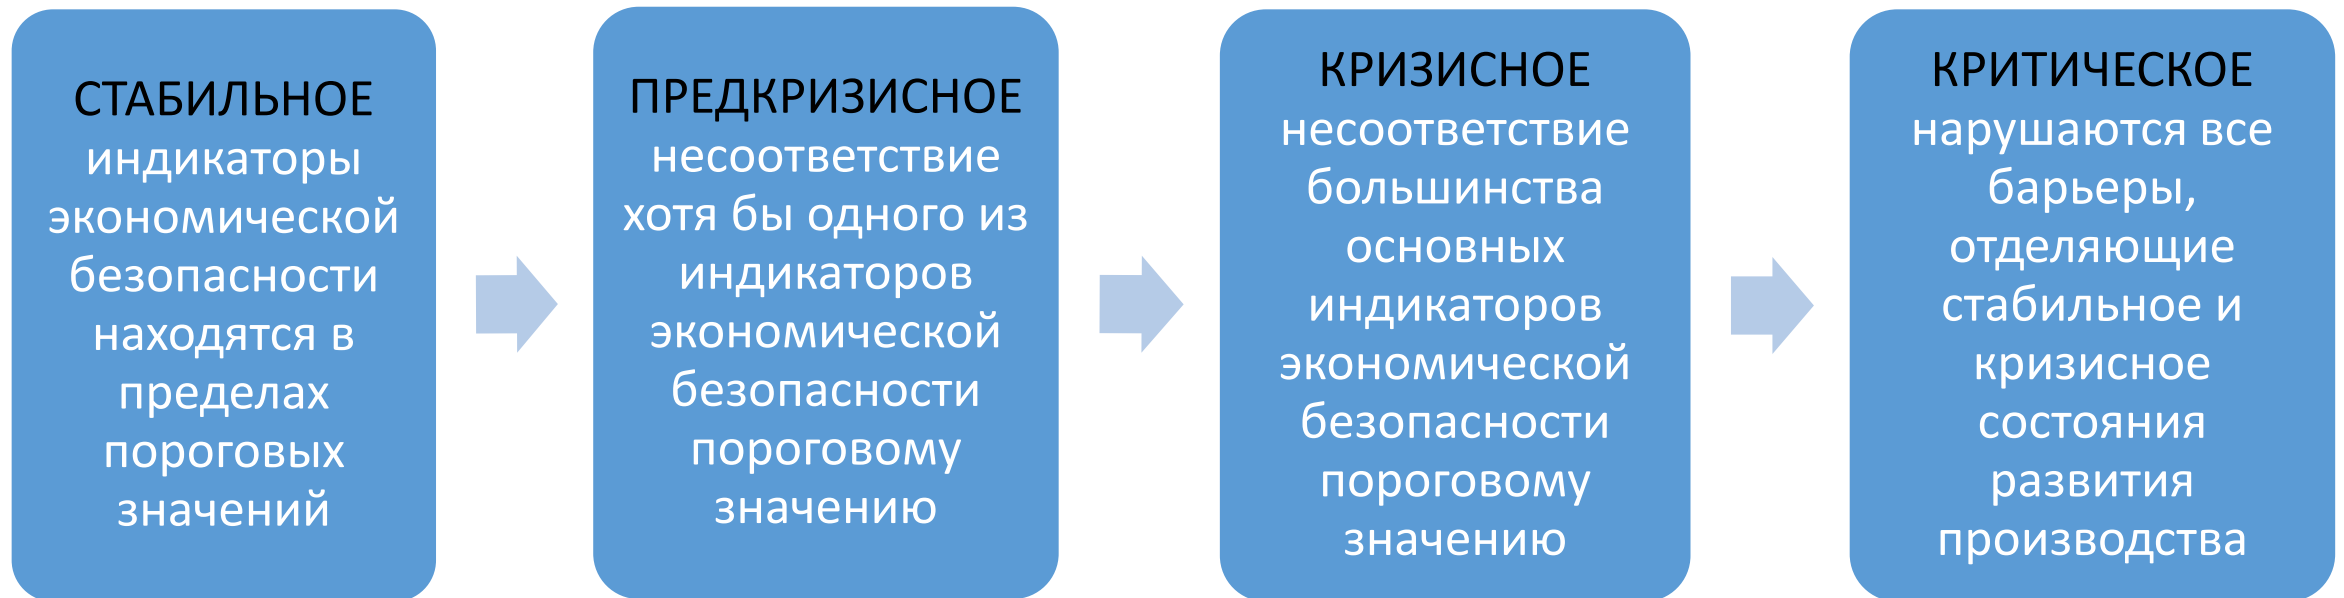 СТАБИЛЬНОЕ
индикаторы
экономической
безопасности
находятся в
пределах
пороговых
значений
ПРЕДКРИЗИСНОЕ
несоответствие
хотя бы одного из
индикаторов
экономической
безопасности
пороговому
значению
КРИЗИСНОЕ
несоответствие
большинства
основных
индикаторов
экономической
безопасности
пороговому
значению
КРИТИЧЕСКОЕ
нарушаются все
барьеры,
отделяющие
стабильное и
кризисное
состояния
развития
производства